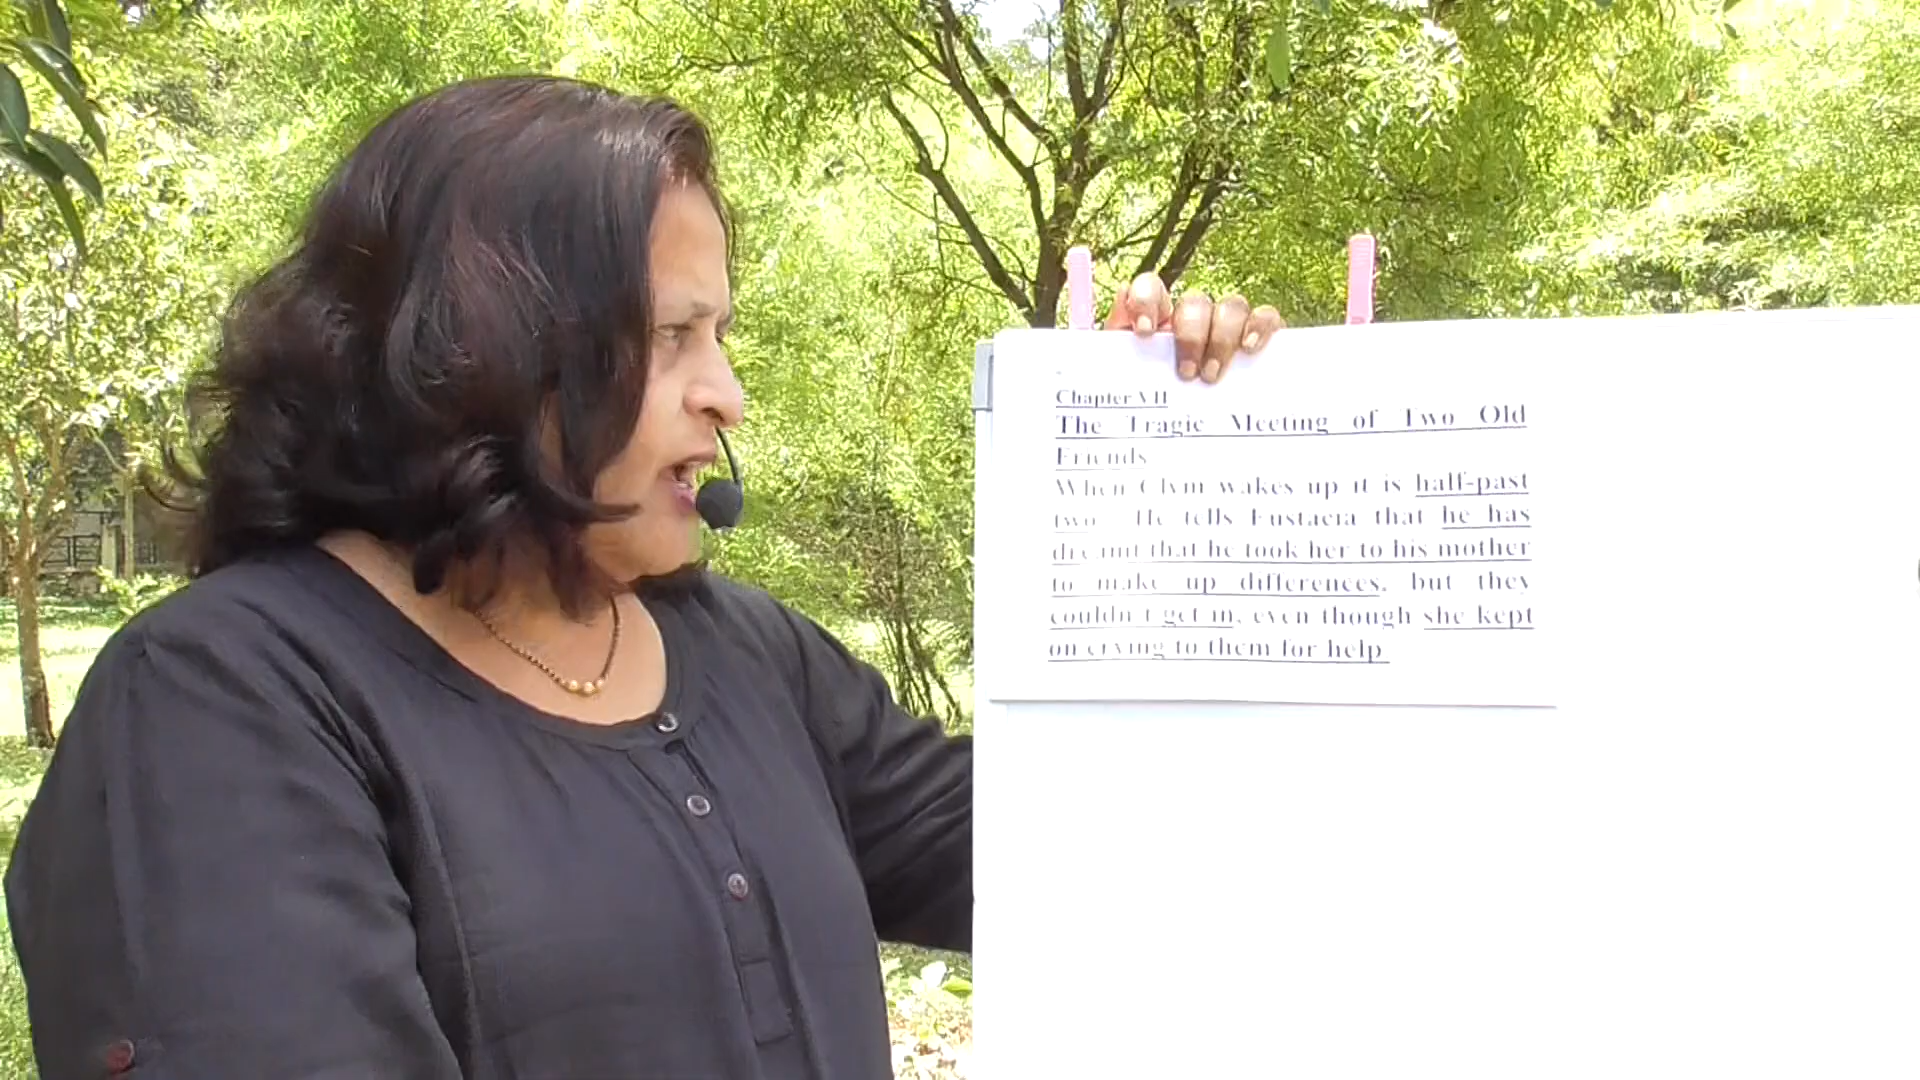 Chapter VII
The Tragic Meeting of Two Old
Friends
When Clym wakes up it is half-past
two. He tells Eustacia that he has
dreamt that he took her to his mother
to make up differences, but they
couldn't get in, even though she kept
on crying to them for help.